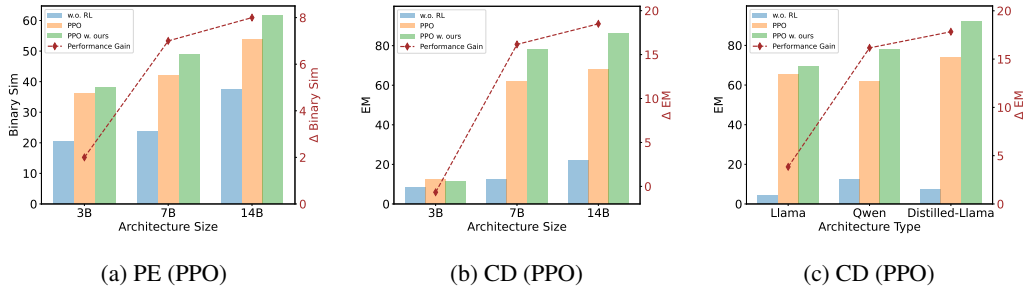 w.o. RL
PPO
PPO w. ours
Performance Gain
60
50
40
30
20
10
0
Binary Sim
8
6
4
2
0
Δ Binary Sim
3B 7B 14B
Architecture Size
(a) PE (PPO)
w.o. RL
PPO
PPO w. ours
Performance Gain
80
60
40
20
0
EM
20
15
10
5
0
Δ EM
3B 7B 14B
Architecture Size
(b) CD (PPO)
w.o. RL
PPO
PPO w. ours
Performance Gain
80
60
40
20
0
EM
20
15
10
5
0
Δ EM
Llama Qwen Distilled-Llama
Architecture Type
(c) CD (PPO)